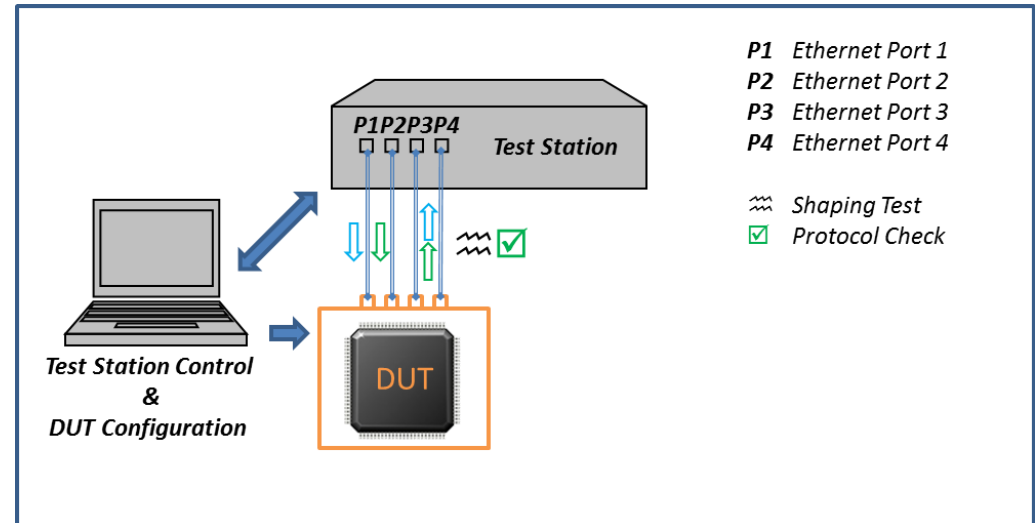 P1 Ethernet Port 1
P2 Ethernet Port 2
P3 Ethernet Port 3
P4 Ethernet Port 4
P1P2P3P4
Test Station
Shaping Test
Protocol Check
DUT
Test Station Control
&
DUT Configuration